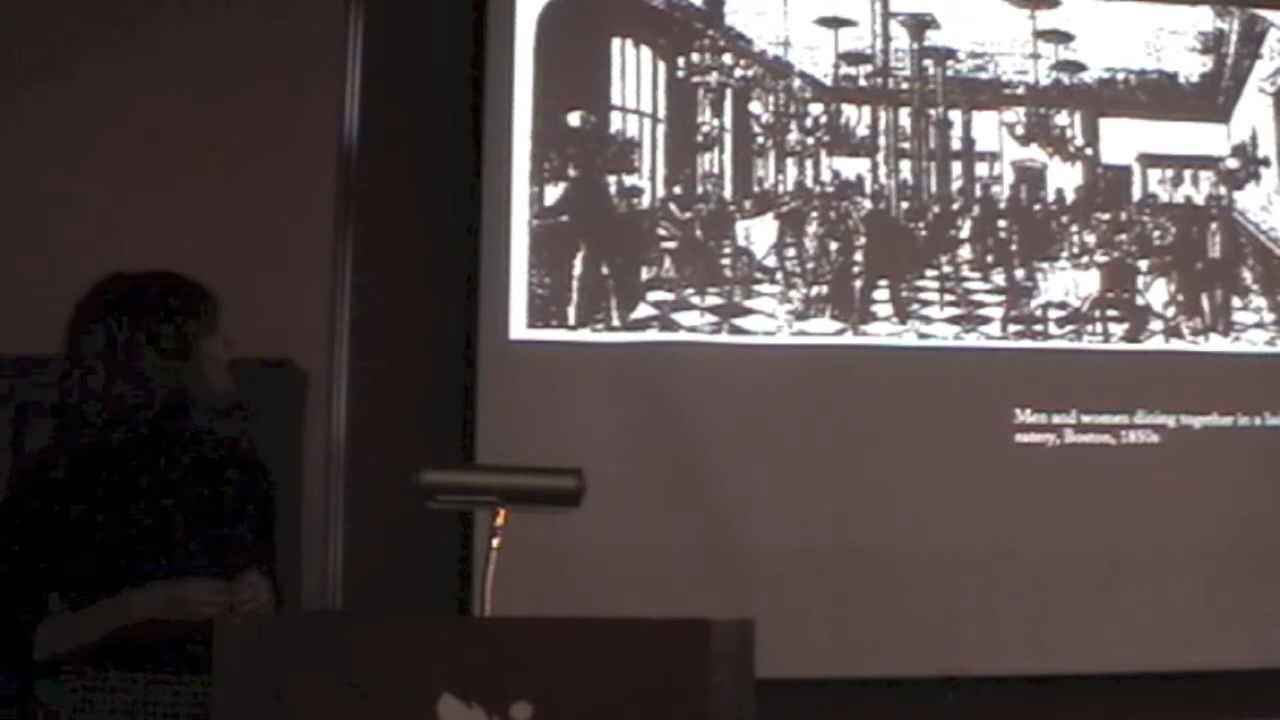 Men and women dining together in a
eatery, Boston, 1850s